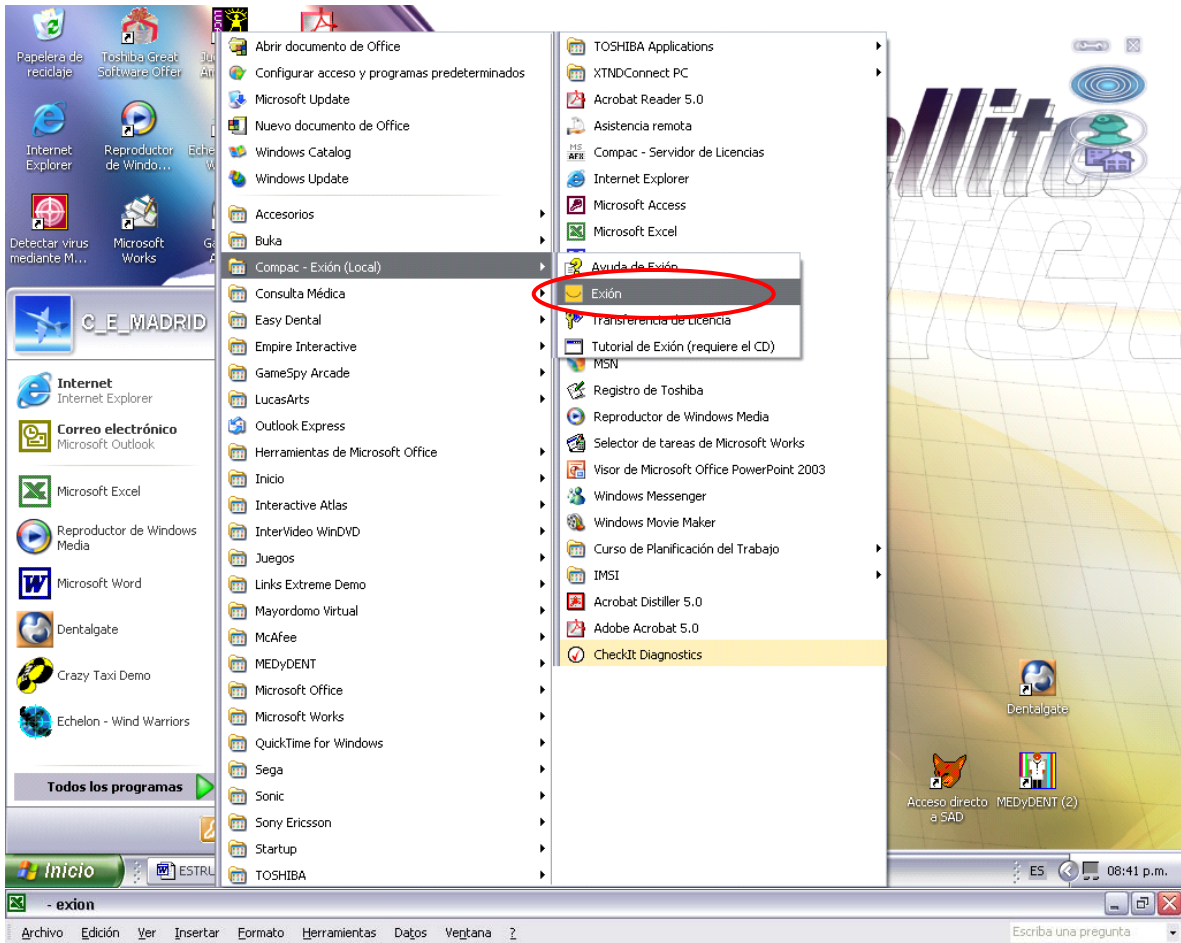 Papelera de
reciclaje
Toshiba Great
Software Offer
Internet
Explorer
Reproductor
de Windo...
Detectar virus
mediante M...
Microsoft
Works
C_E_MADRID
Internet
Internet Explorer
Correo electrónico
Microsoft Outlook
Microsoft Excel
Reproductor de Windows
Media
Microsoft Word
Dentalgate
Crazy Taxi Demo
Echelon - Wind Warriors
Todos los programas
Abrir documento de Office
Configurar acceso y programas predeterminados
Microsoft Update
Nuevo documento de Office
Windows Catalog
Windows Update
Accesorios
Buka
Compac - Exión (Local)
Consulta Médica
Easy Dental
Empire Interactive
GameSpy Arcade
LucasArts
Outlook Express
Herramientas de Microsoft Office
Inicio
Interactive Atlas
InterVideo WinDVD
Juegos
Links Extreme Demo
Mayordomo Virtual
McAfee
MEDyDENT
Microsoft Office
Microsoft Works
QuickTime for Windows
Sega
Sonic
Sony Ericsson
Startup
TOSHIBA
TOSHIBA Applications
XTNDConnect PC
Acrobat Reader 5.0
Asistencia remota
MS
AFX
Compac - Servidor de Licencias
Internet Explorer
Microsoft Access
Microsoft Excel
Ayuda de Exión
Exión
Transferencia de Licencia
Tutorial de Exión (requiere el CD)
MSN
Registro de Toshiba
Reproductor de Windows Media
Selector de tareas de Microsoft Works
Visor de Microsoft Office PowerPoint 2003
Windows Messenger
Windows Movie Maker
Curso de Planificación del Trabajo
IMSI
Acrobat Distiller 5.0
Adobe Acrobat 5.0
CheckIt Diagnostics
Dentalgate
Acceso directo
a SAD
MEDyDENT (2)
Inicio
ESTRU
ES
08:41 p.m.
- exion
Archivo Edición Ver Insertar Formato Herramientas Datos Ventana ?
Escriba una pregunta